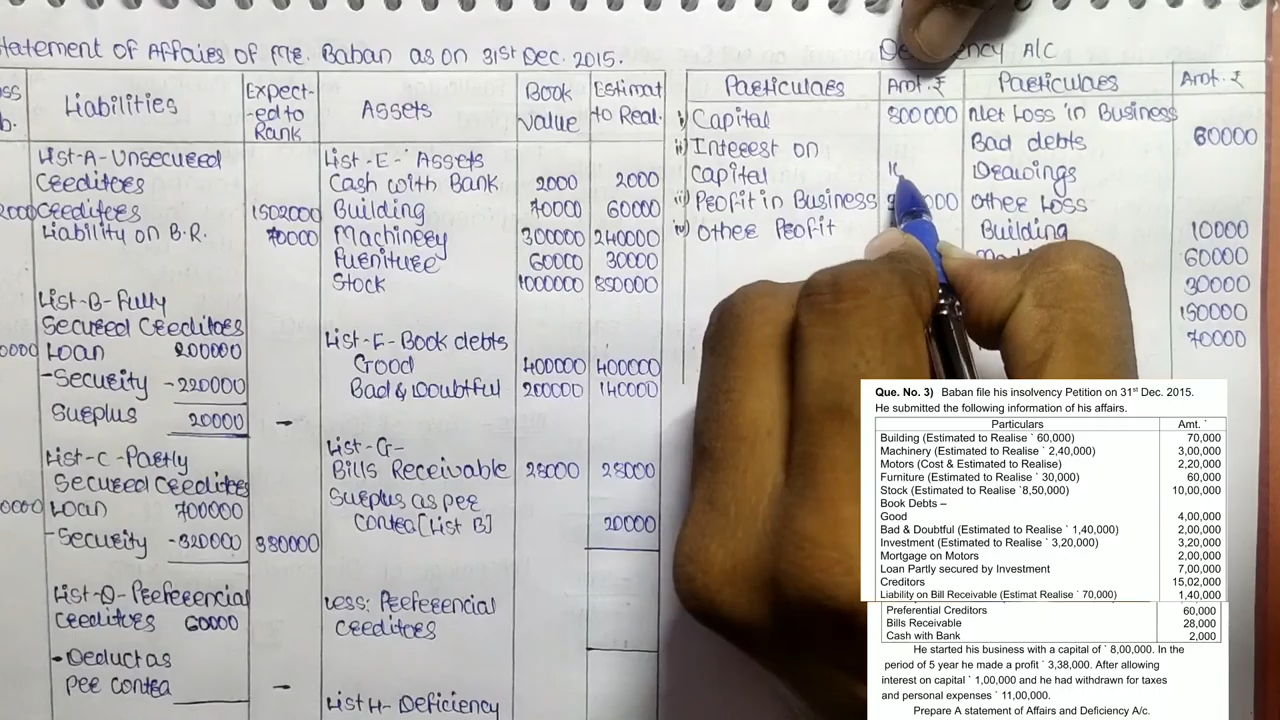 Statement of Affairs of Mr. Baban as on 31st Dec. 2015.
Liabilities
Expect-
-ed to
Rank
Assets
Book
Value
Estimat
to Real.
List-A-Unsecured
Creditors
Creditors 1502000
Liability on B.R. 70000
List-B-Fully
Secured Creditors
Loan 200000
-Security -220000
Surplus 20000 -
List-C-Partly
Secured Creditors
Loan 700000
-Security -320000 380000
List-D-Preferencial
Creditors 60000
-Deduct as
per contra -
List-E-Assets
Cash with Bank 2000 2000
Building 70000 60000
Machinery 300000 240000
Furniture 60000 30000
Stock 1000000 850000
List-F-Book debts
Good 400000 400000
Bad & Doubtful 200000 140000
List-G-
Bills Receivable 28000 28000
Surplus as per
Contra [List B] 20000
Less: Preferencial
Creditors
List H- Deficiency
A/C
Particulars Amt. ₹ Particulars Amt. ₹
i) Capital 800000 Net Loss in Business
ii) Interest on Bad debts 60000
Capital Drawings
iii) Profit in Business Other Loss
iv) Other Profit Building 10000
60000
30000
150000
70000
Que. No. 3) Baban file his insolvency Petition on 31st Dec. 2015.
He submitted the following information of his affairs.
Particulars Amt. `
Building (Estimated to Realise ` 60,000) 70,000
Machinery (Estimated to Realise ` 2,40,000) 3,00,000
Motors (Cost & Estimated to Realise) 2,20,000
Furniture (Estimated to Realise ` 30,000) 60,000
Stock (Estimated to Realise `8,50,000) 10,00,000
Book Debts –
Good 4,00,000
Bad & Doubtful (Estimated to Realise ` 1,40,000) 2,00,000
Investment (Estimated to Realise ` 3,20,000) 3,20,000
Mortgage on Motors 2,00,000
Loan Partly secured by Investment 7,00,000
Creditors 15,02,000
Liability on Bill Receivable (Estimat Realise ` 70,000) 1,40,000
Preferential Creditors 60,000
Bills Receivable 28,000
Cash with Bank 2,000
He started his business with a capital of ` 8,00,000. In the
period of 5 year he made a profit ` 3,38,000. After allowing
interest on capital ` 1,00,000 and he had withdrawn for taxes
and personal expenses ` 11,00,000.
Prepare A statement of Affairs and Deficiency A/c.